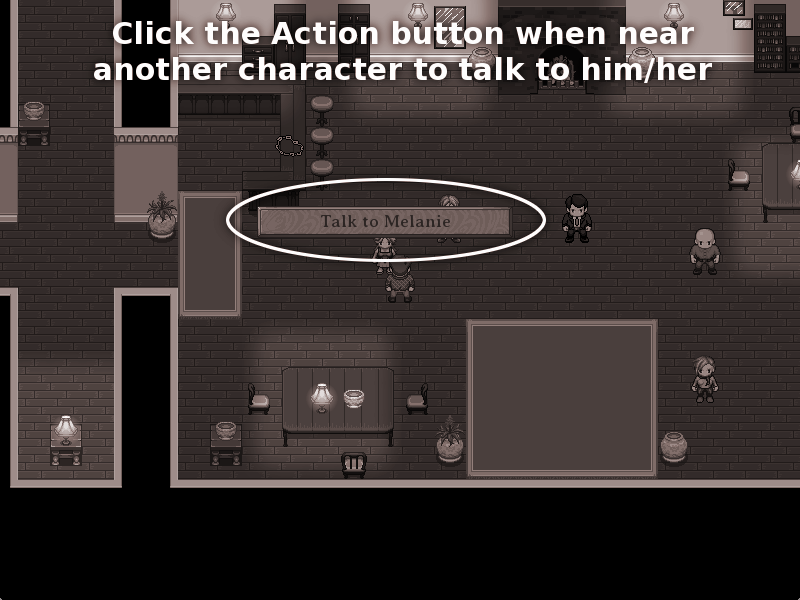 Click the Action button when near
another character to talk to him/her
Talk to Melanie